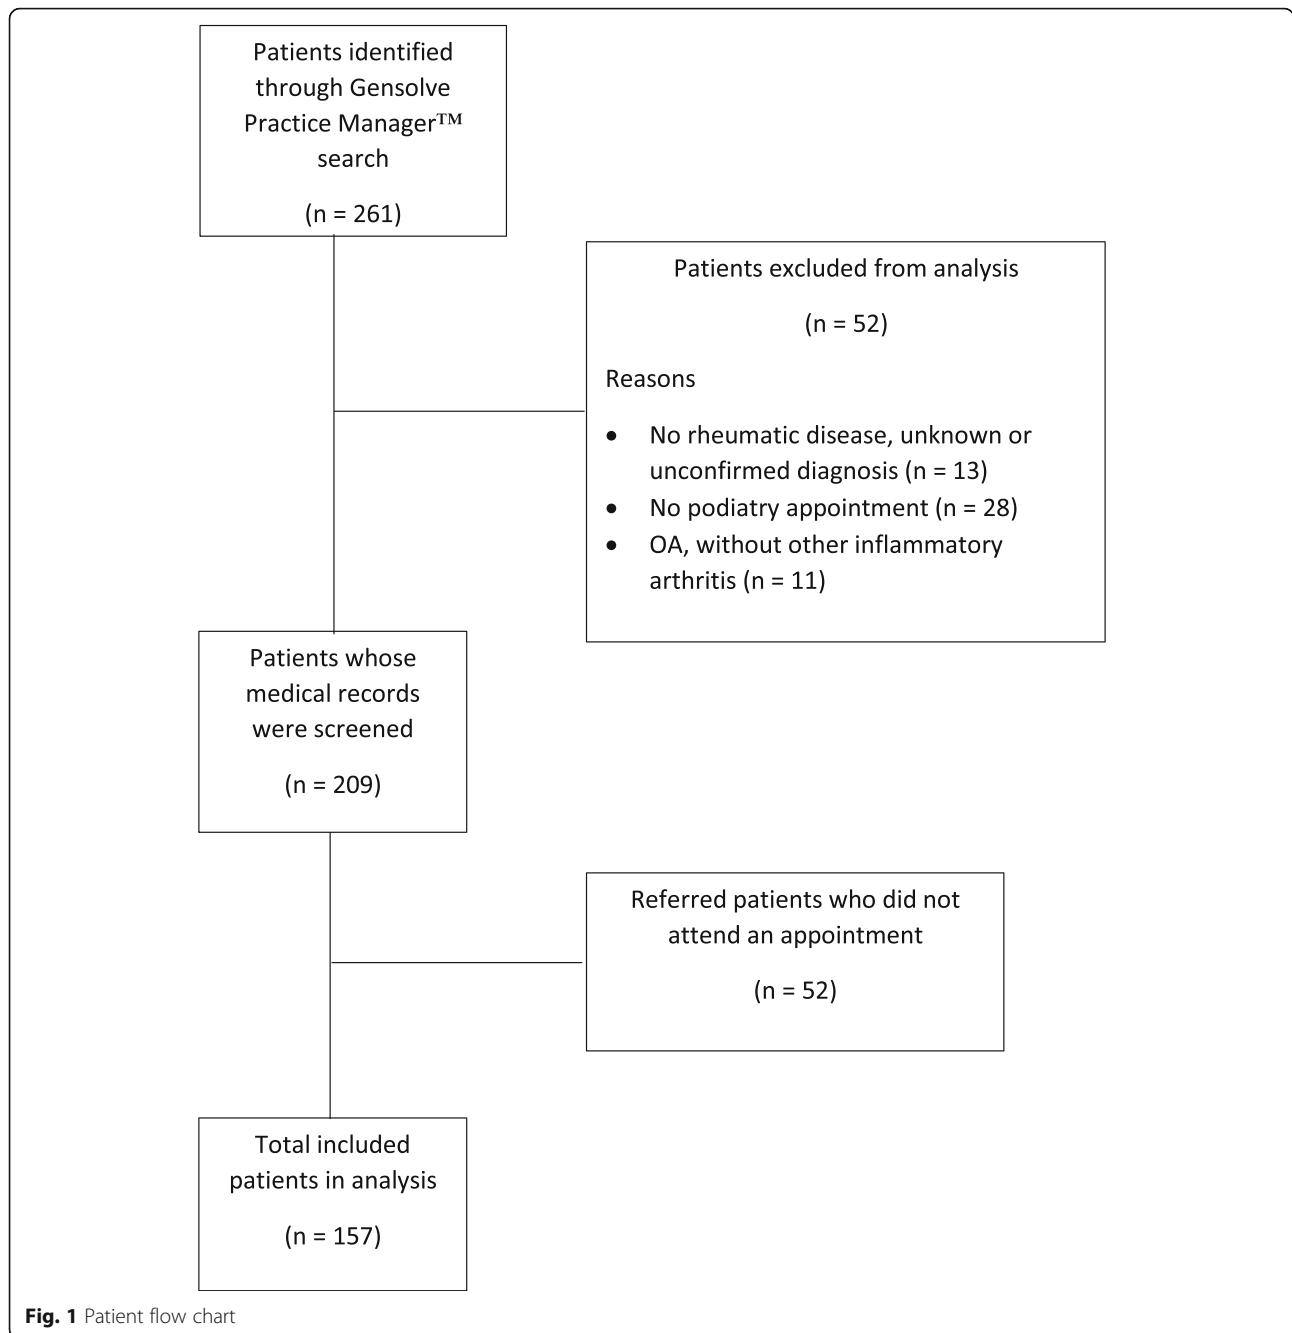 Patients identified
through Gensolve
Practice Manager™
search
(n = 261)
Patients excluded from analysis
(n = 52)
Reasons
• No rheumatic disease, unknown or
unconfirmed diagnosis (n = 13)
• No podiatry appointment (n = 28)
• OA, without other inflammatory
arthritis (n = 11)
Patients whose
medical records
were screened
(n = 209)
Referred patients who did not
attend an appointment
(n = 52)
Total included
patients in analysis
(n = 157)
Fig. 1 Patient flow chart